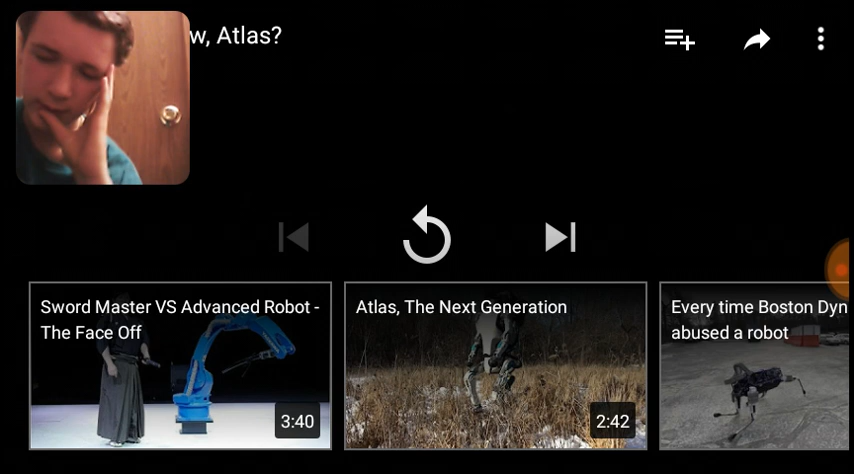 w, Atlas?
Sword Master VS Advanced Robot -
The Face Off
3:40
Atlas, The Next Generation
2:42
Every time Boston Dyn
abused a robot